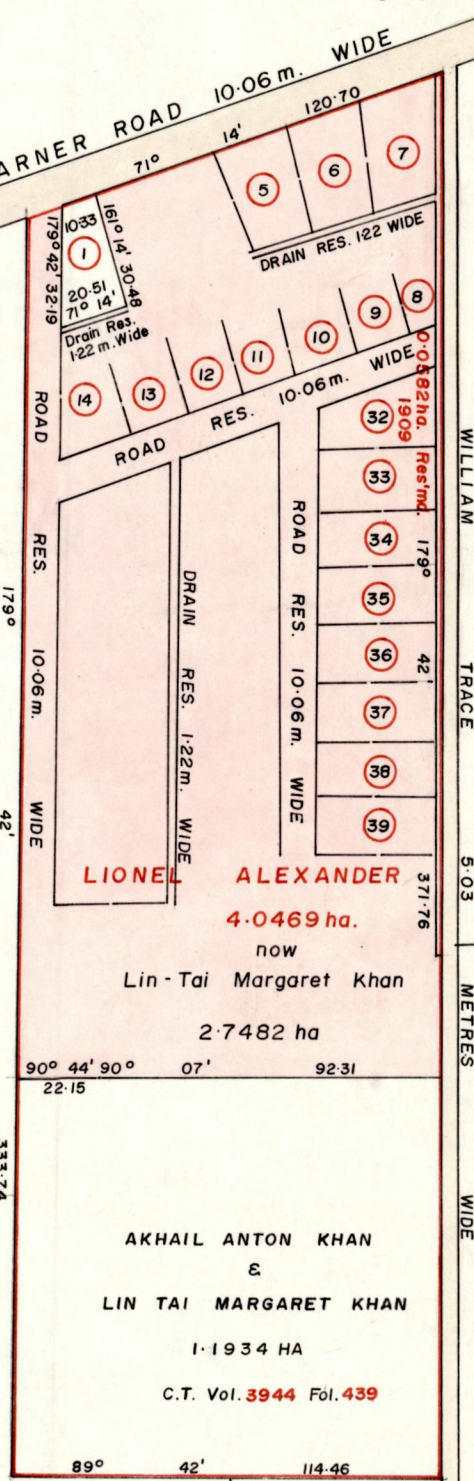 ARNER ROAD 10·06 m. WIDE
71° 14' 120·70
5
6
7
DRAIN RES. 1·22 WIDE
179° 42' 32·19
10·33
1
161° 14' 30·48
20·51
71° 14'
Drain Res.
1·22 m. Wide
14
13
12
11
10
9
8
ROAD RES. 10·06 m. WIDE
0·0582 ha.
1909 Res'md.
32
33
34
35
36
37
38
39
179° 42 371·76
ROAD RES. 10·06 m. WIDE
DRAIN RES. 1·22 m. WIDE
ROAD RES. 10·06 m. WIDE
WILLIAM TRACE 5·03 METRES WIDE
179° 42' 333·74
LIONEL ALEXANDER
4·0469 ha.
now
Lin-Tai Margaret Khan
2·7482 ha
90° 44' 90° 07' 92·31
22·15
AKHAIL ANTON KHAN
&
LIN TAI MARGARET KHAN
1·1934 HA
C.T. Vol. 3944 Fol. 439
89° 42' 114·46